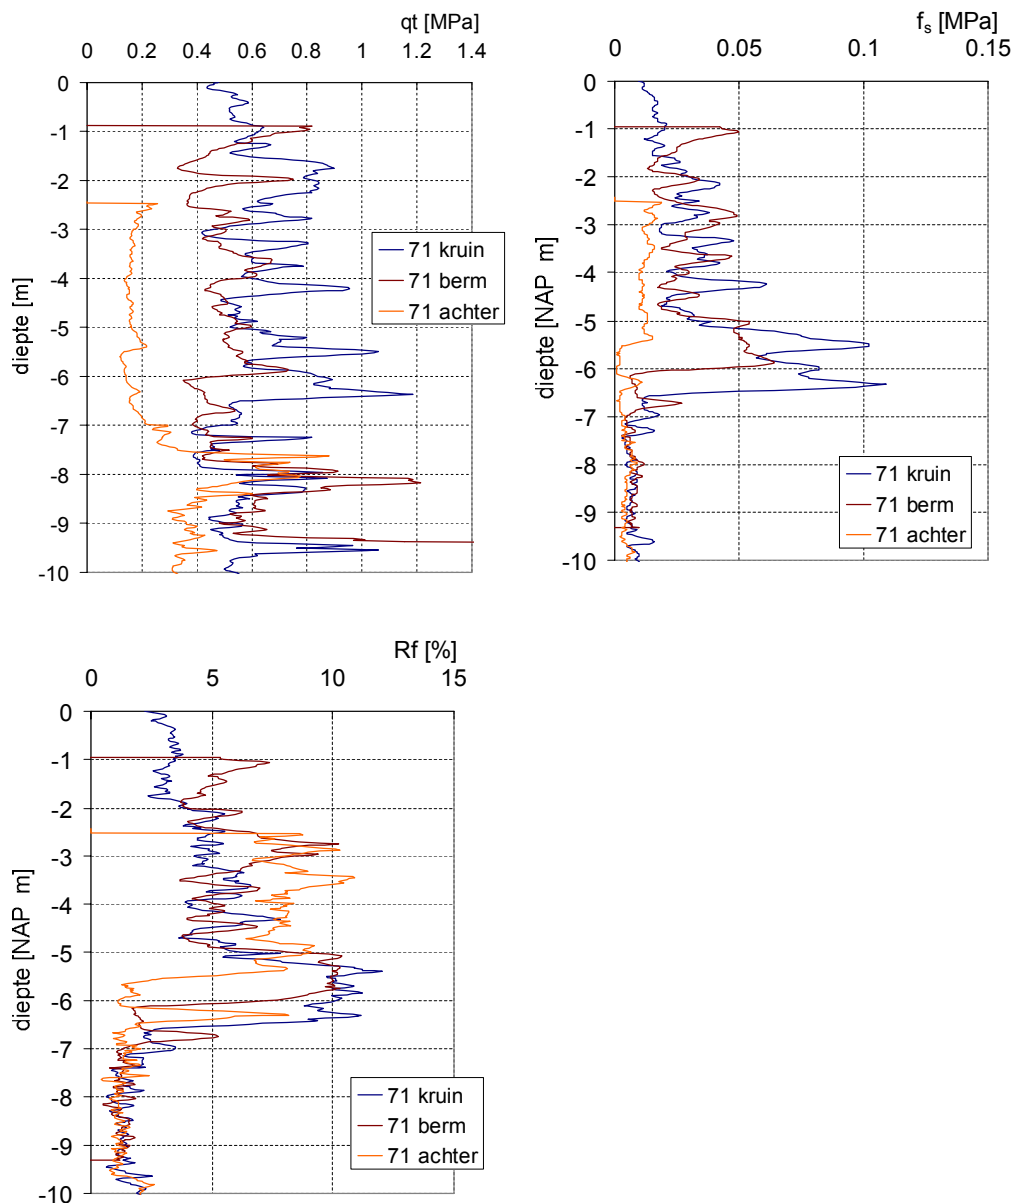 qt [MPa]
0 0.2 0.4 0.6 0.8 1 1.2 1.4
0
-1
-2
-3
-4
-5
-6
-7
-8
-9
-10
diepte [m]
71 kruin
71 berm
71 achter
fs [MPa]
0 0.05 0.1 0.15
0
-1
-2
-3
-4
-5
-6
-7
-8
-9
-10
diepte [NAP m]
71 kruin
71 berm
71 achter
Rf [%]
0 5 10 15
0
-1
-2
-3
-4
-5
-6
-7
-8
-9
-10
diepte [NAP m]
71 kruin
71 berm
71 achter